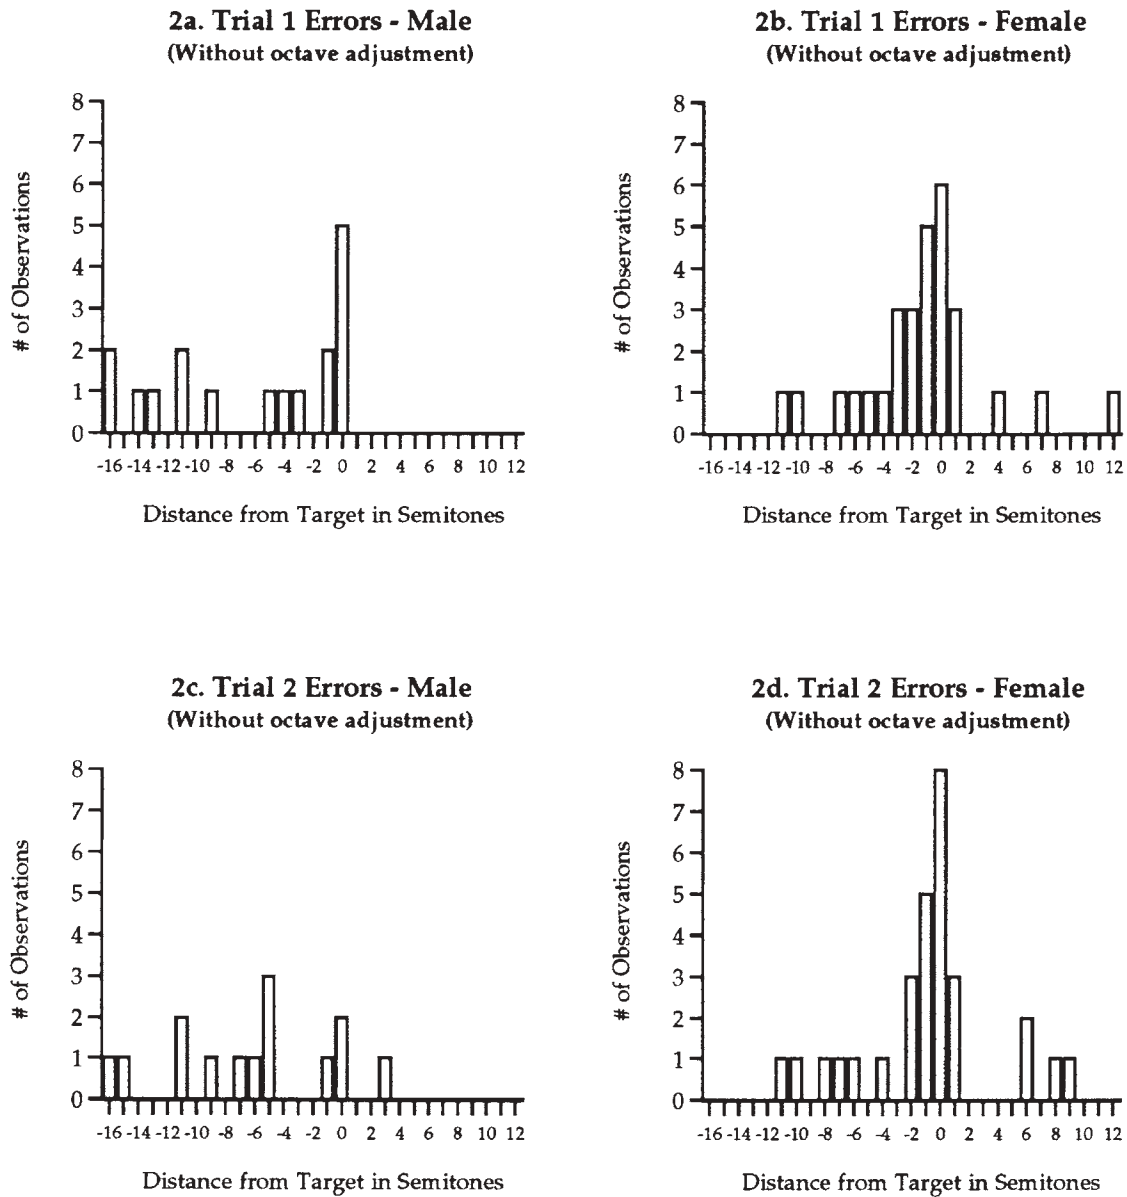 2a. Trial 1 Errors - Male
(Without octave adjustment)
8
7
6
5
4
3
2
1
0
# of Observations
-16 -14 -12 -10 -8 -6 -4 -2 0 2 4 6 8 10 12
Distance from Target in Semitones
2b. Trial 1 Errors - Female
(Without octave adjustment)
8
7
6
5
4
3
2
1
0
# of Observations
-16 -14 -12 -10 -8 -6 -4 -2 0 2 4 6 8 10 12
Distance from Target in Semitones
2c. Trial 2 Errors - Male
(Without octave adjustment)
8
7
6
5
4
3
2
1
0
# of Observations
-16 -14 -12 -10 -8 -6 -4 -2 0 2 4 6 8 10 12
Distance from Target in Semitones
2d. Trial 2 Errors - Female
(Without octave adjustment)
8
7
6
5
4
3
2
1
0
# of Observations
-16 -14 -12 -10 -8 -6 -4 -2 0 2 4 6 8 10 12
Distance from Target in Semitones